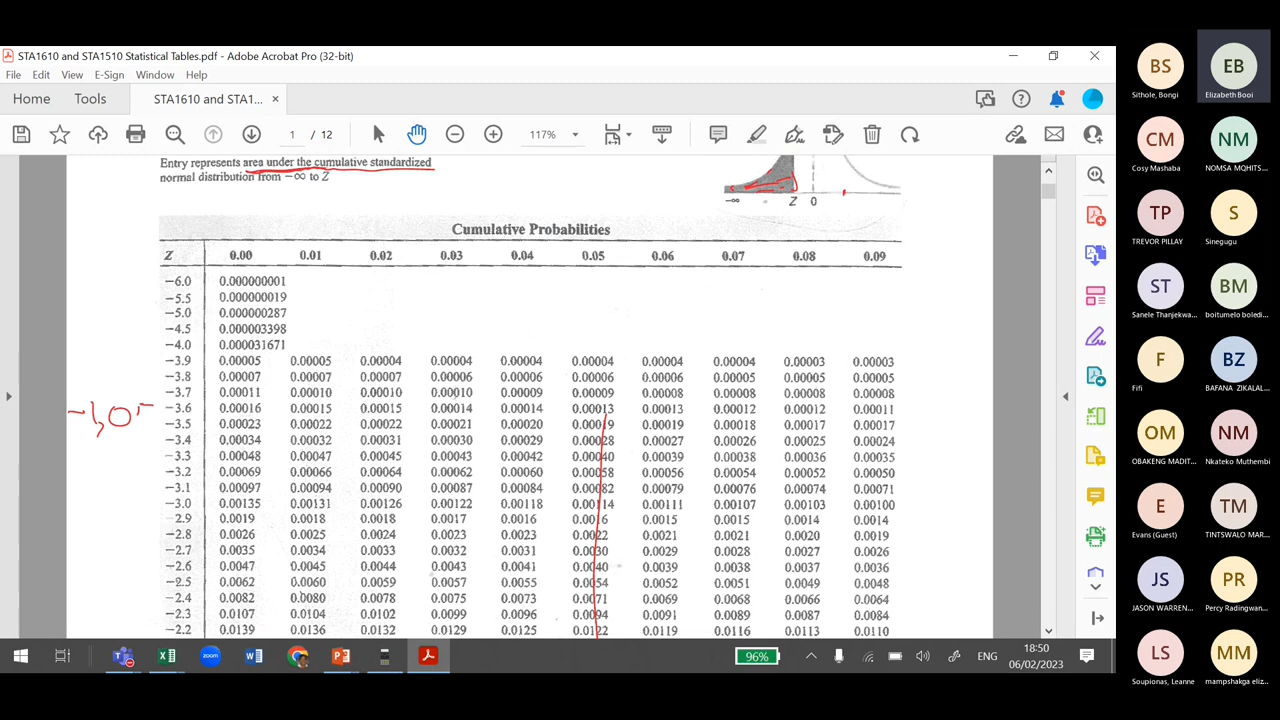 STA1610 and STA1510 Statistical Tables.pdf - Adobe Acrobat Pro (32-bit)
File Edit View E-Sign Window Help
Home Tools STA1610 and STA1... ×
1 / 12 117%
Entry represents area under the cumulative standardized
normal distribution from −∞ to Z
−∞ Z 0
Cumulative Probabilities
Z 0.00 0.01 0.02 0.03 0.04 0.05 0.06 0.07 0.08 0.09
−6.0 0.000000001
−5.5 0.000000019
−5.0 0.000000287
−4.5 0.000003398
−4.0 0.000031671
−3.9 0.00005 0.00005 0.00004 0.00004 0.00004 0.00004 0.00004 0.00004 0.00003 0.00003
−3.8 0.00007 0.00007 0.00007 0.00006 0.00006 0.00006 0.00006 0.00005 0.00005 0.00005
−3.7 0.00011 0.00010 0.00010 0.00010 0.00009 0.00009 0.00008 0.00008 0.00008 0.00008
−3.6 0.00016 0.00015 0.00015 0.00014 0.00014 0.00013 0.00013 0.00012 0.00012 0.00011
−3.5 0.00023 0.00022 0.00022 0.00021 0.00020 0.00019 0.00019 0.00018 0.00017 0.00017
−3.4 0.00034 0.00032 0.00031 0.00030 0.00029 0.00028 0.00027 0.00026 0.00025 0.00024
−3.3 0.00048 0.00047 0.00045 0.00043 0.00042 0.00040 0.00039 0.00038 0.00036 0.00035
−3.2 0.00069 0.00066 0.00064 0.00062 0.00060 0.00058 0.00056 0.00054 0.00052 0.00050
−3.1 0.00097 0.00094 0.00090 0.00087 0.00084 0.00082 0.00079 0.00076 0.00074 0.00071
−3.0 0.00135 0.00131 0.00126 0.00122 0.00118 0.00114 0.00111 0.00107 0.00103 0.00100
−2.9 0.0019 0.0018 0.0018 0.0017 0.0016 0.0016 0.0015 0.0015 0.0014 0.0014
−2.8 0.0026 0.0025 0.0024 0.0023 0.0023 0.0022 0.0021 0.0021 0.0020 0.0019
−2.7 0.0035 0.0034 0.0033 0.0032 0.0031 0.0030 0.0029 0.0028 0.0027 0.0026
−2.6 0.0047 0.0045 0.0044 0.0043 0.0041 0.0040 0.0039 0.0038 0.0037 0.0036
−2.5 0.0062 0.0060 0.0059 0.0057 0.0055 0.0054 0.0052 0.0051 0.0049 0.0048
−2.4 0.0082 0.0080 0.0078 0.0075 0.0073 0.0071 0.0069 0.0068 0.0066 0.0064
−2.3 0.0107 0.0104 0.0102 0.0099 0.0096 0.0094 0.0091 0.0089 0.0087 0.0084
−2.2 0.0139 0.0136 0.0132 0.0129 0.0125 0.0122 0.0119 0.0116 0.0113 0.0110
zoom 96% ENG 18:50
06/02/2023
BS EB
Sithole, Bongi Elizabeth Booi
CM NM
Cosy Mashaba NOMSA MQHITS...
TP S
TREVOR PILLAY Sinegugu
ST BM
Sanele Thanjekwa... boitumelo boledi...
F BZ
Fifi BAFANA ZIKALAL...
OM NM
OBAKENG MADIT... Nkateko Muthembi
E TM
Evans (Guest) TINTSWALO MAR...
JS PR
JASON WARREN... Percy Radingwan...
LS MM
Soupionas, Leanne mampshakga eliz...